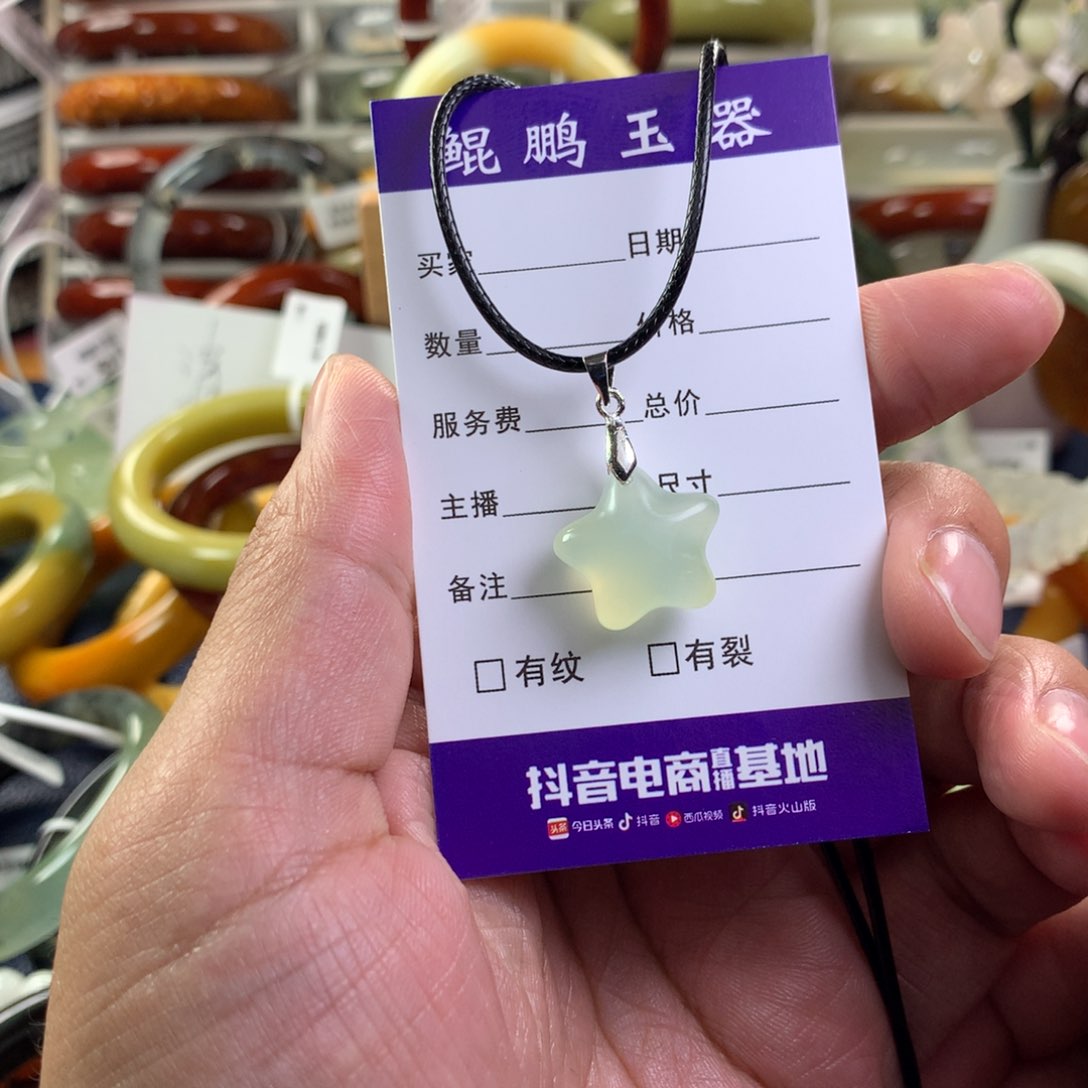 鲲鹏玉器
买家 日期
数量 价格
服务费 总价
主播 尺寸
备注
有纹 有裂
抖音电商直播基地
头条 今日头条 抖音 西瓜视频 抖音火山版